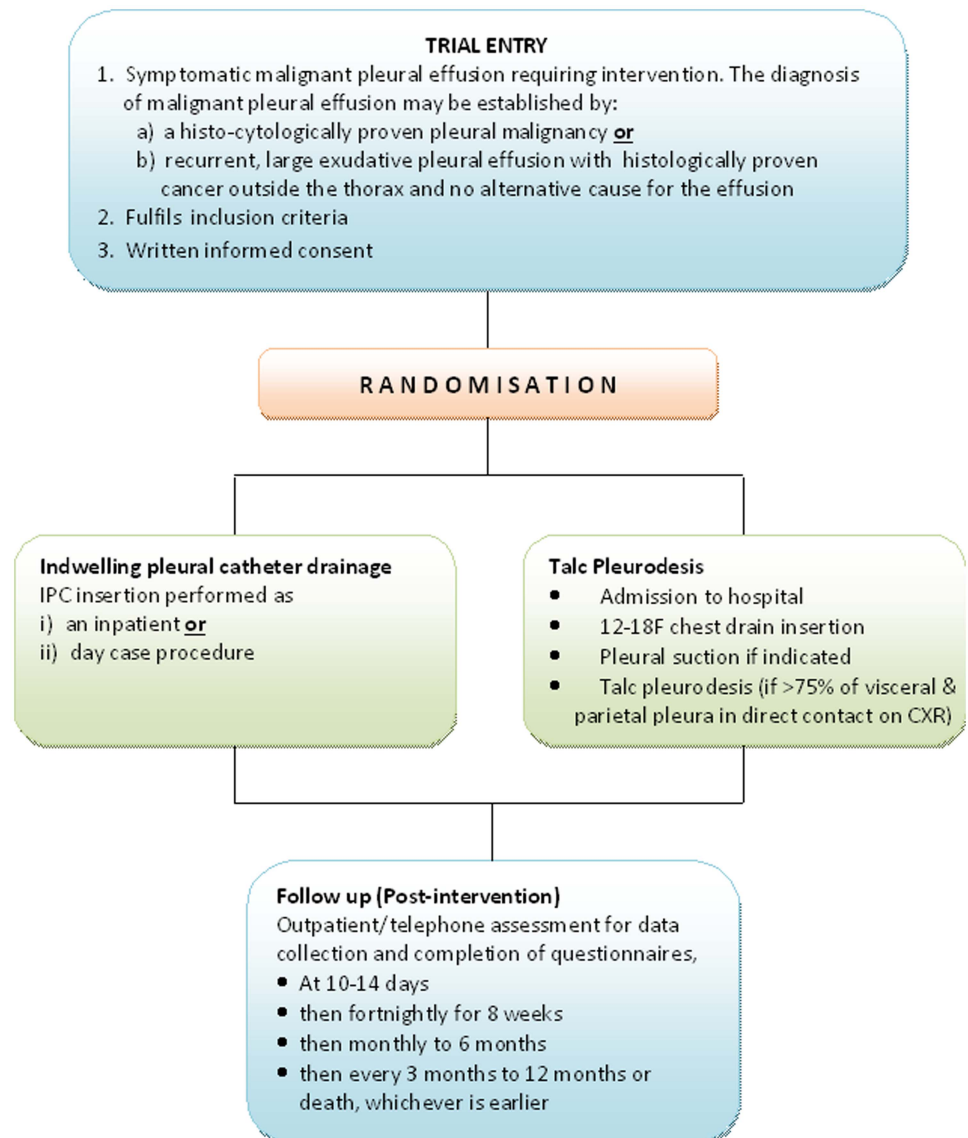 TRIAL ENTRY
1. Symptomatic malignant pleural effusion requiring intervention. The diagnosis
of malignant pleural effusion may be established by:
a) a histo-cytologically proven pleural malignancy or
b) recurrent, large exudative pleural effusion with histologically proven
cancer outside the thorax and no alternative cause for the effusion
2. Fulfils inclusion criteria
3. Written informed consent
RANDOMISATION
Indwelling pleural catheter drainage
IPC insertion performed as
i) an inpatient or
ii) day case procedure
Talc Pleurodesis
• Admission to hospital
• 12-18F chest drain insertion
• Pleural suction if indicated
• Talc pleurodesis (if >75% of visceral &
parietal pleura in direct contact on CXR)
Follow up (Post-intervention)
Outpatient/telephone assessment for data
collection and completion of questionnaires,
• At 10-14 days
• then fortnightly for 8 weeks
• then monthly to 6 months
• then every 3 months to 12 months or
death, whichever is earlier